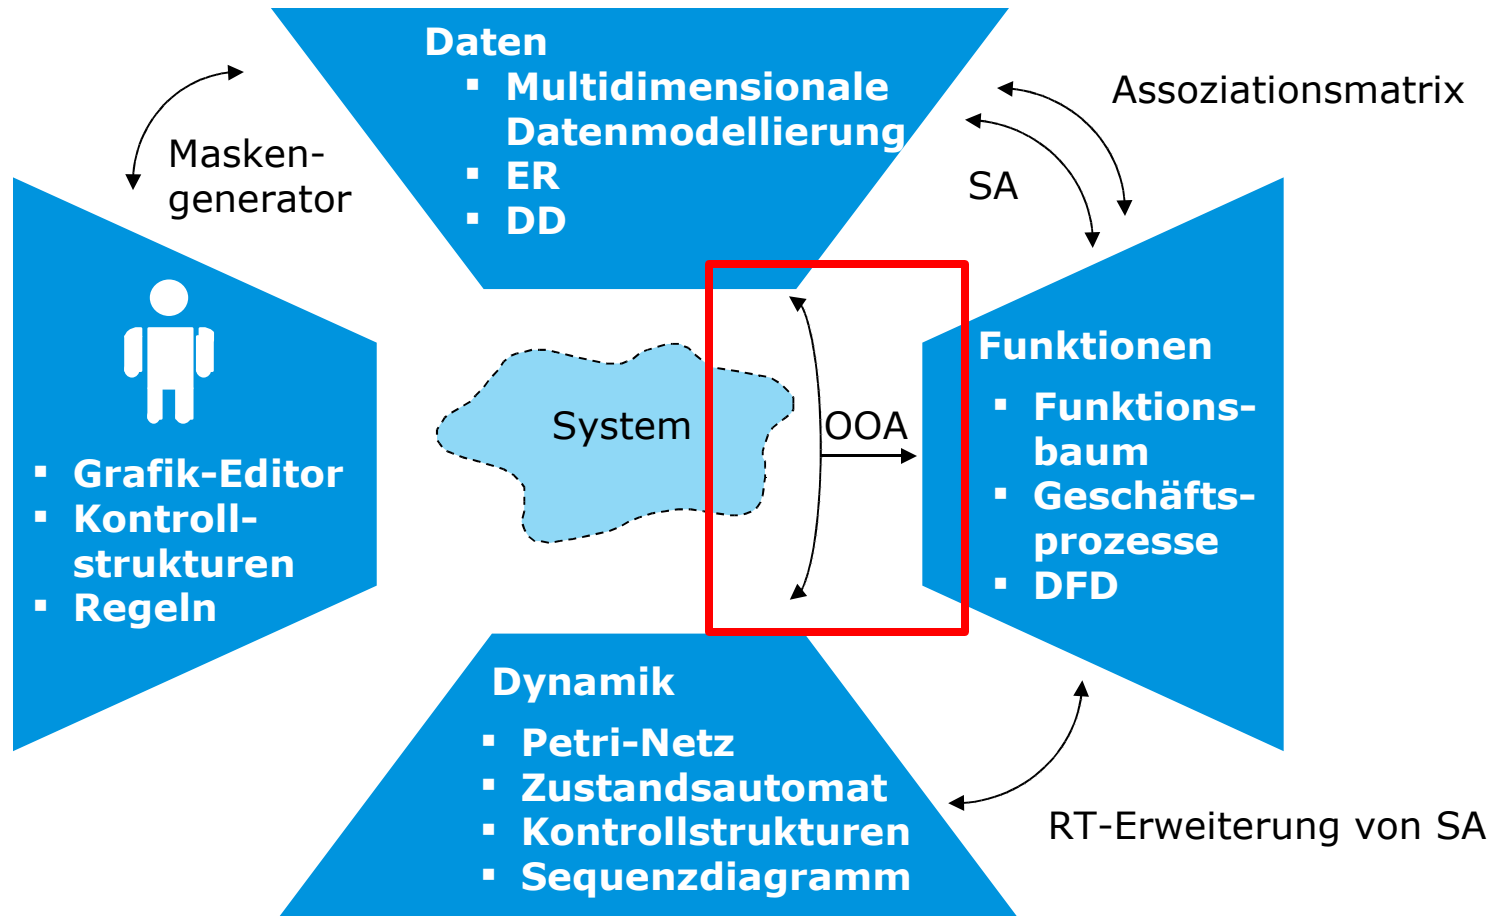 Daten
▪ Multidimensionale
Datenmodellierung
▪ ER
▪ DD
Assoziationsmatrix
SA
Masken-
generator
▪ Grafik-Editor
▪ Kontroll-
strukturen
▪ Regeln
System
OOA
Funktionen
▪ Funktions-
baum
▪ Geschäfts-
prozesse
▪ DFD
Dynamik
▪ Petri-Netz
▪ Zustandsautomat
▪ Kontrollstrukturen
▪ Sequenzdiagramm
RT-Erweiterung von SA